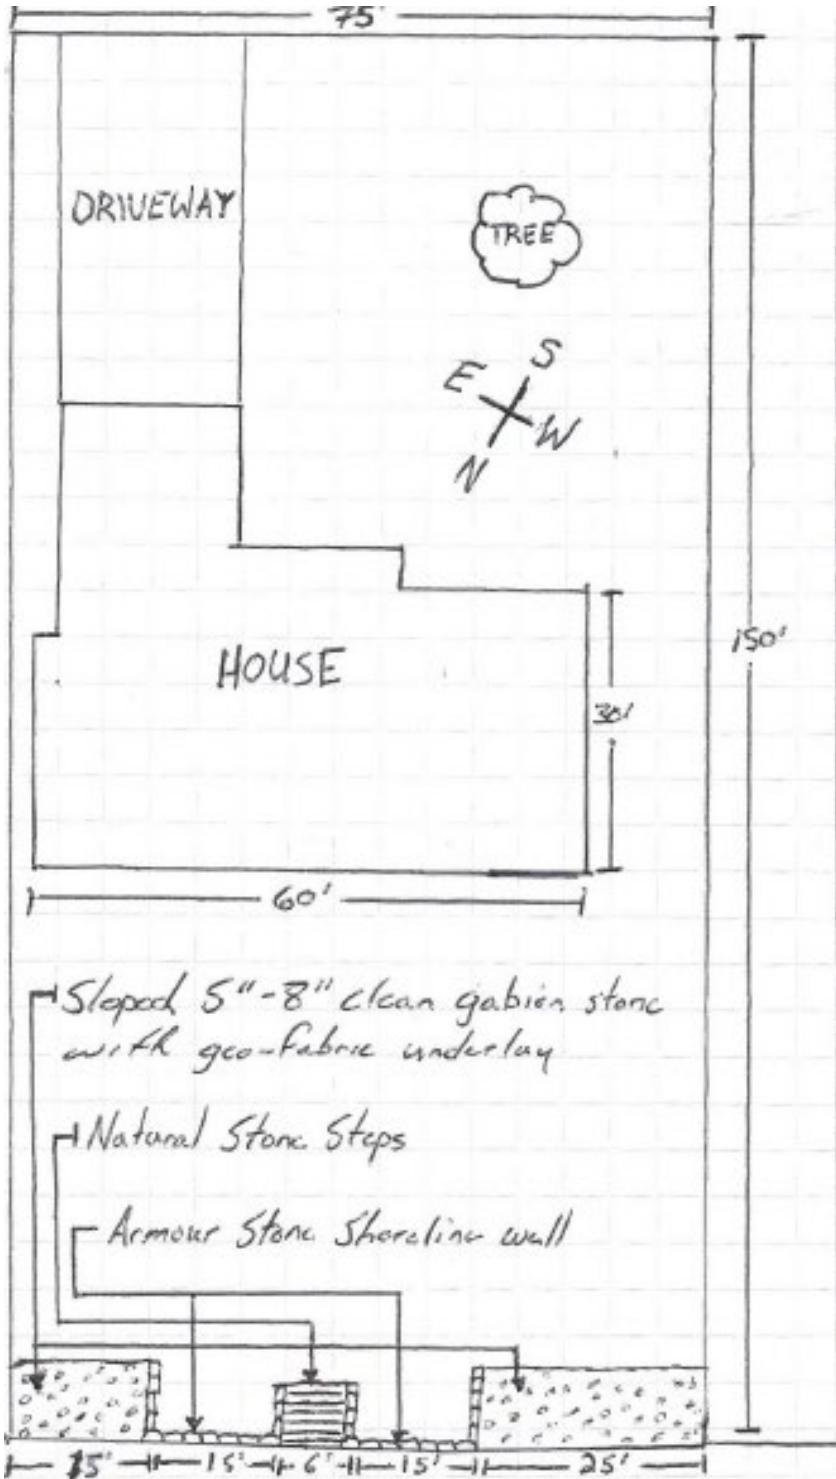 75'
DRIVEWAY
TREE
S
E
W
N
150'
HOUSE
30'
60'
Sloped 5"-8" clean gabion stone
with geo-fabric underlay
Natural Stone Steps
Armour Stone Shoreline wall
15' 15' 6' 15' 25'